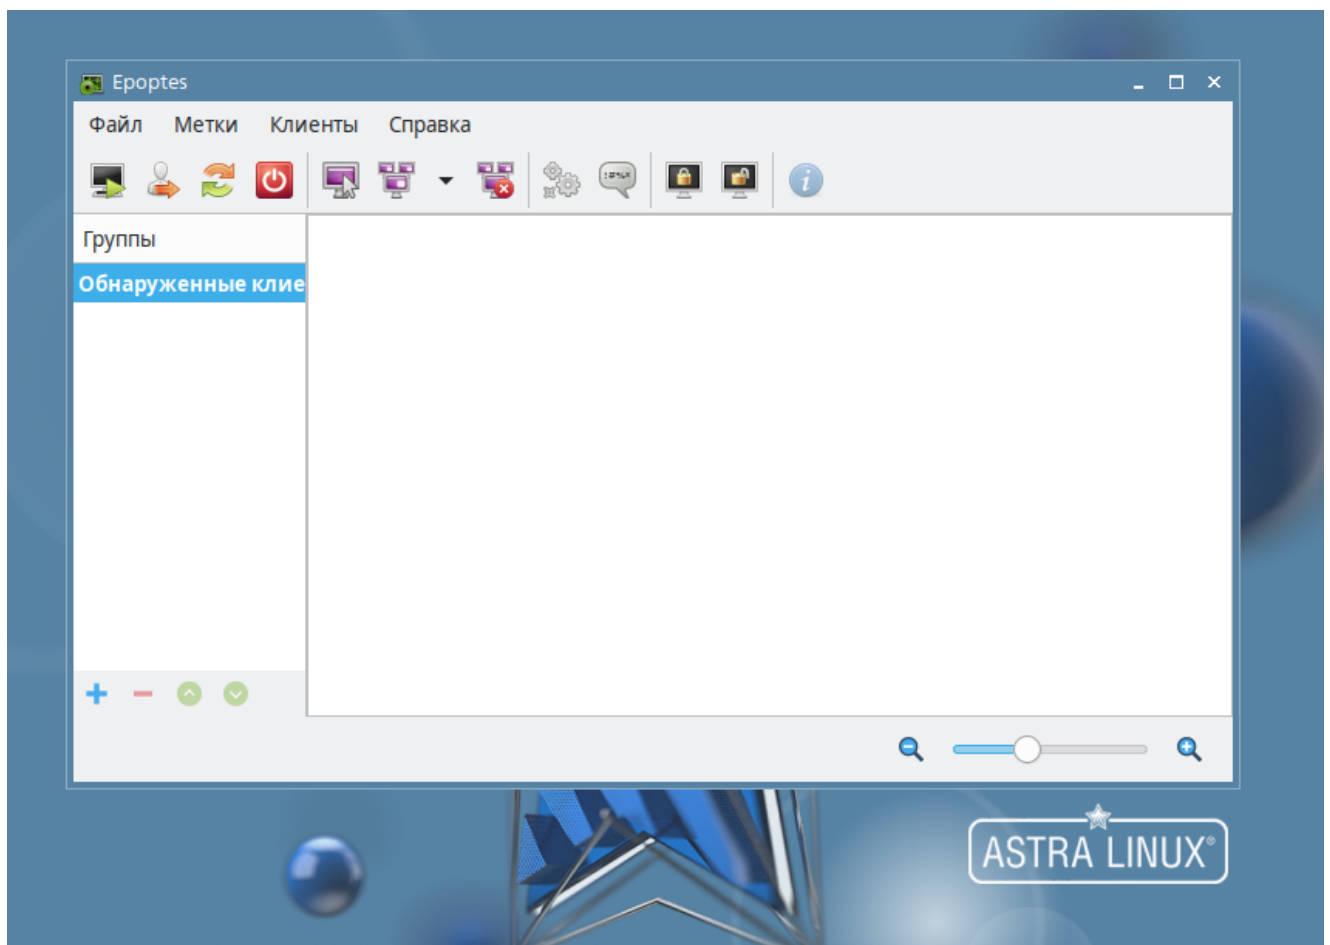 Epoptes
Файл Метки Клиенты Справка
Группы
Обнаруженные клие
ASTRA LINUX®